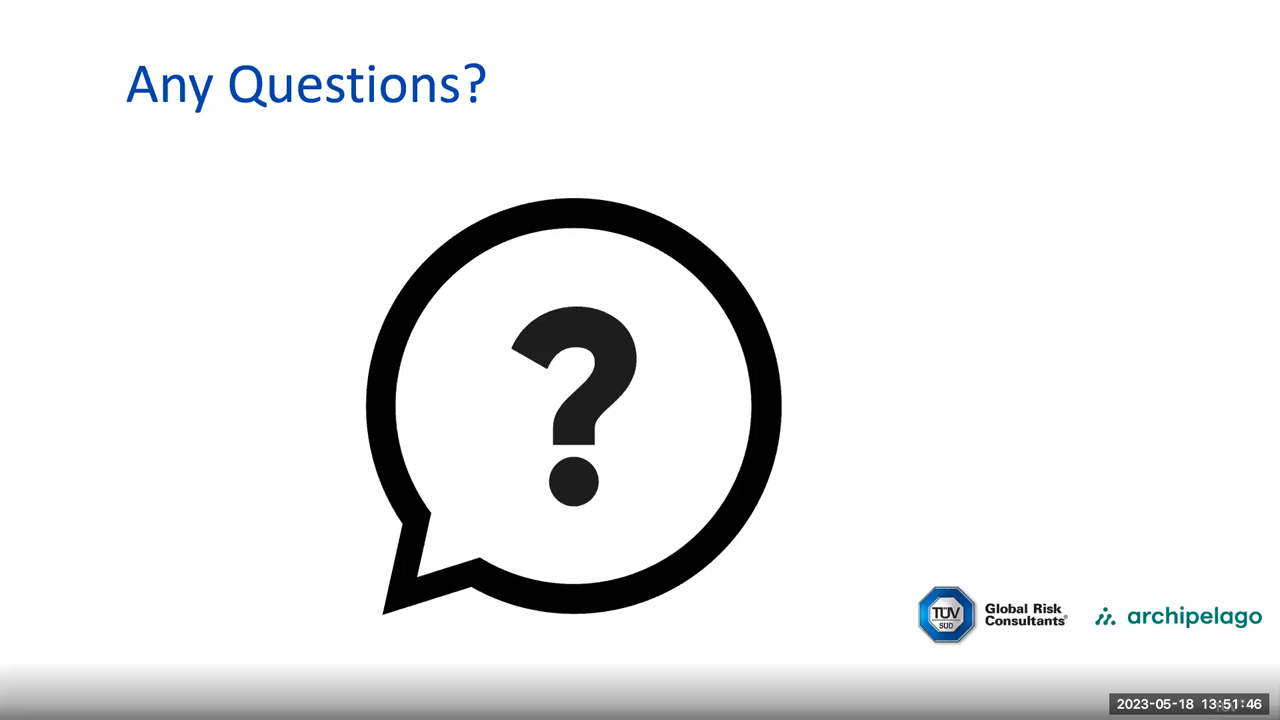 Any Questions?
?
TÜV
SÜD
Global Risk
Consultants®
archipelago
2023-05-18 13:51:46